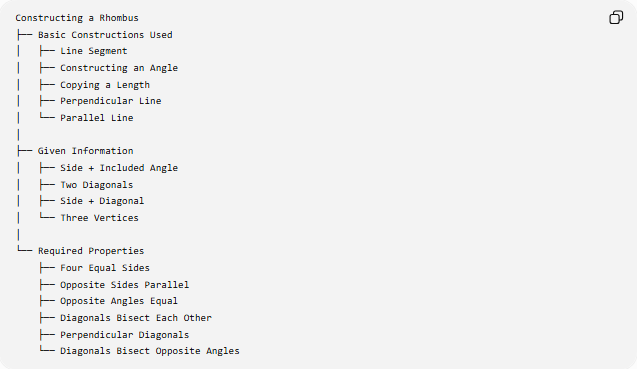 Constructing a Rhombus
├── Basic Constructions Used
│   ├── Line Segment
│   ├── Constructing an Angle
│   ├── Copying a Length
│   ├── Perpendicular Line
│   └── Parallel Line
│
├── Given Information
│   ├── Side + Included Angle
│   ├── Two Diagonals
│   ├── Side + Diagonal
│   └── Three Vertices
│
└── Required Properties
    ├── Four Equal Sides
    ├── Opposite Sides Parallel
    ├── Opposite Angles Equal
    ├── Diagonals Bisect Each Other
    ├── Perpendicular Diagonals
    └── Diagonals Bisect Opposite Angles